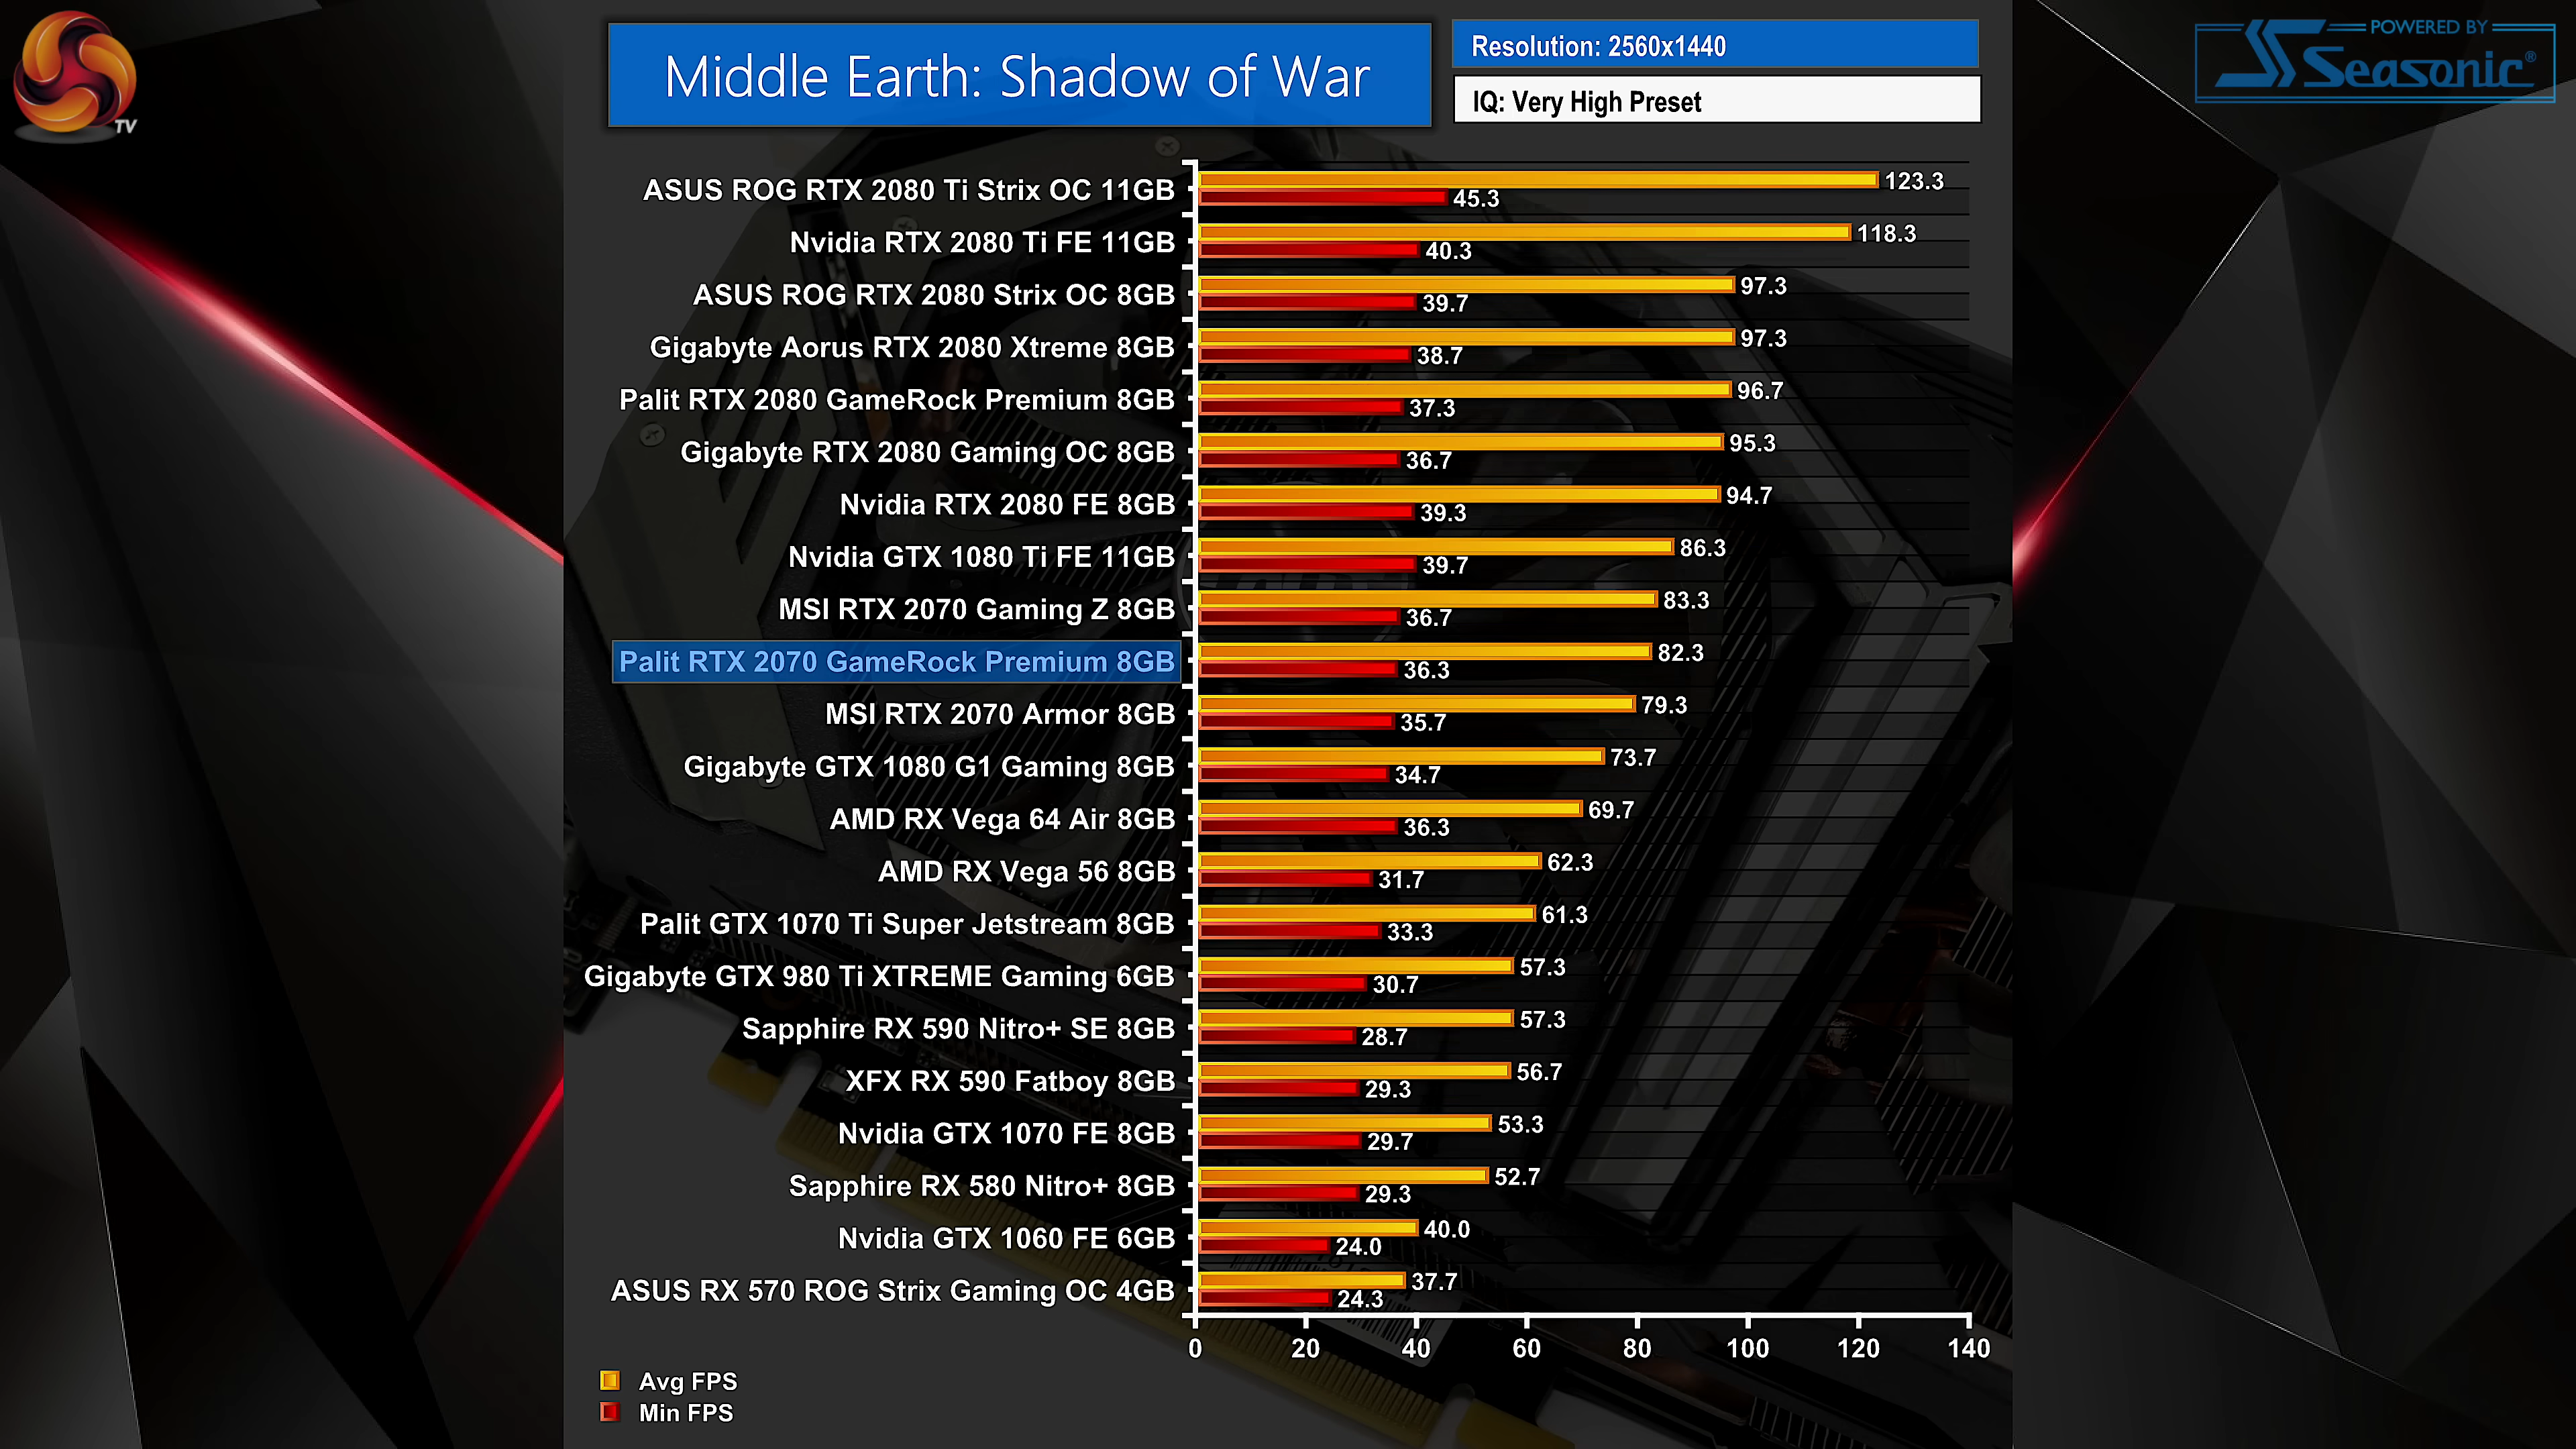 TV
Middle Earth: Shadow of War
Resolution: 2560x1440
IQ: Very High Preset
POWERED BY
Seasonic®
ASUS ROG RTX 2080 Ti Strix OC 11GB 123.3
45.3
Nvidia RTX 2080 Ti FE 11GB 118.3
40.3
ASUS ROG RTX 2080 Strix OC 8GB 97.3
39.7
Gigabyte Aorus RTX 2080 Xtreme 8GB 97.3
38.7
Palit RTX 2080 GameRock Premium 8GB 96.7
37.3
Gigabyte RTX 2080 Gaming OC 8GB 95.3
36.7
Nvidia RTX 2080 FE 8GB 94.7
39.3
Nvidia GTX 1080 Ti FE 11GB 86.3
39.7
MSI RTX 2070 Gaming Z 8GB 83.3
36.7
Palit RTX 2070 GameRock Premium 8GB 82.3
36.3
MSI RTX 2070 Armor 8GB 79.3
35.7
Gigabyte GTX 1080 G1 Gaming 8GB 73.7
34.7
AMD RX Vega 64 Air 8GB 69.7
36.3
AMD RX Vega 56 8GB 62.3
31.7
Palit GTX 1070 Ti Super Jetstream 8GB 61.3
33.3
Gigabyte GTX 980 Ti XTREME Gaming 6GB 57.3
30.7
Sapphire RX 590 Nitro+ SE 8GB 57.3
28.7
XFX RX 590 Fatboy 8GB 56.7
29.3
Nvidia GTX 1070 FE 8GB 53.3
29.7
Sapphire RX 580 Nitro+ 8GB 52.7
29.3
Nvidia GTX 1060 FE 6GB 40.0
24.0
ASUS RX 570 ROG Strix Gaming OC 4GB 37.7
24.3
0 20 40 60 80 100 120 140
Avg FPS
Min FPS